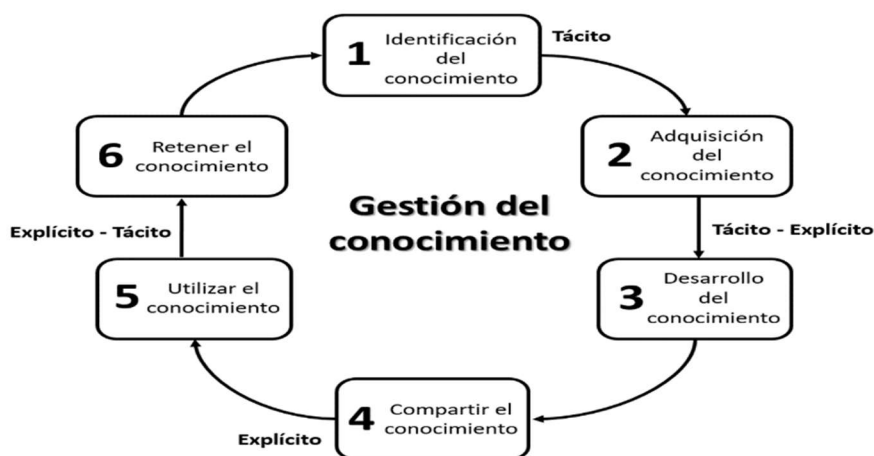 1
Identificación
del
conocimiento
Tácito
2
Adquisición
del
conocimiento
Tácito - Explícito
3
Desarrollo
del
conocimiento
4
Compartir el
conocimiento
Explícito
5
Utilizar el
conocimiento
Explícito - Tácito
6
Retener el
conocimiento
Gestión del
conocimiento